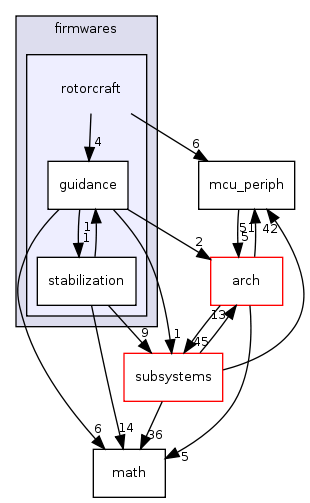 firmwares
rotorcraft
4
6
guidance
mcu_periph
1
1
5
5
1
42
2
stabilization
arch
13
9
1
45
subsystems
6
14
36
5
math